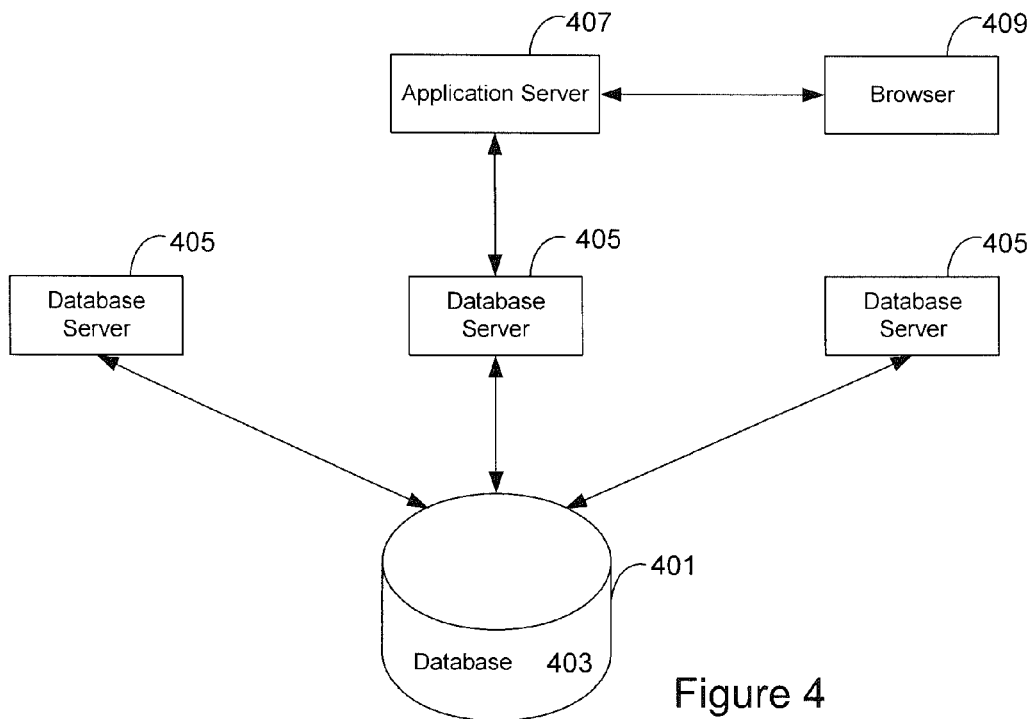 407
409
Application Server
Browser
405
405
405
Database
Server
Database
Server
Database
Server
401
Database 403
Figure 4